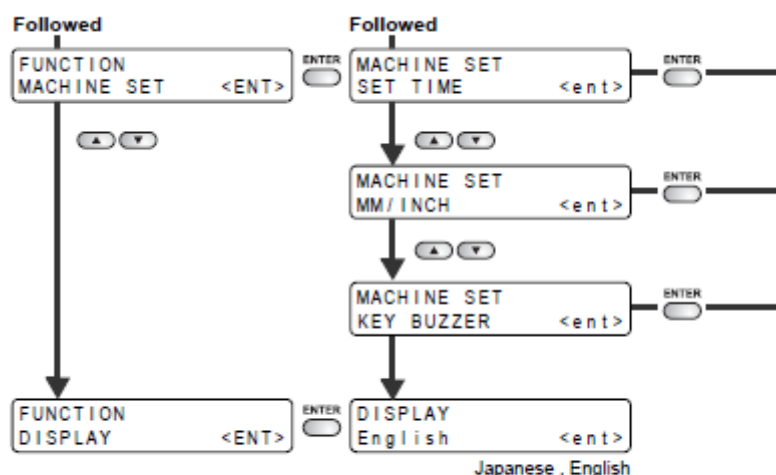 Followed
Followed
FUNCTION
MACHINE SET <ENT>
ENTER
MACHINE SET
SET TIME <ent>
ENTER
MACHINE SET
MM/INCH <ent>
ENTER
MACHINE SET
KEY BUZZER <ent>
ENTER
FUNCTION
DISPLAY <ENT>
ENTER
DISPLAY
English <ent>
Japanese , English